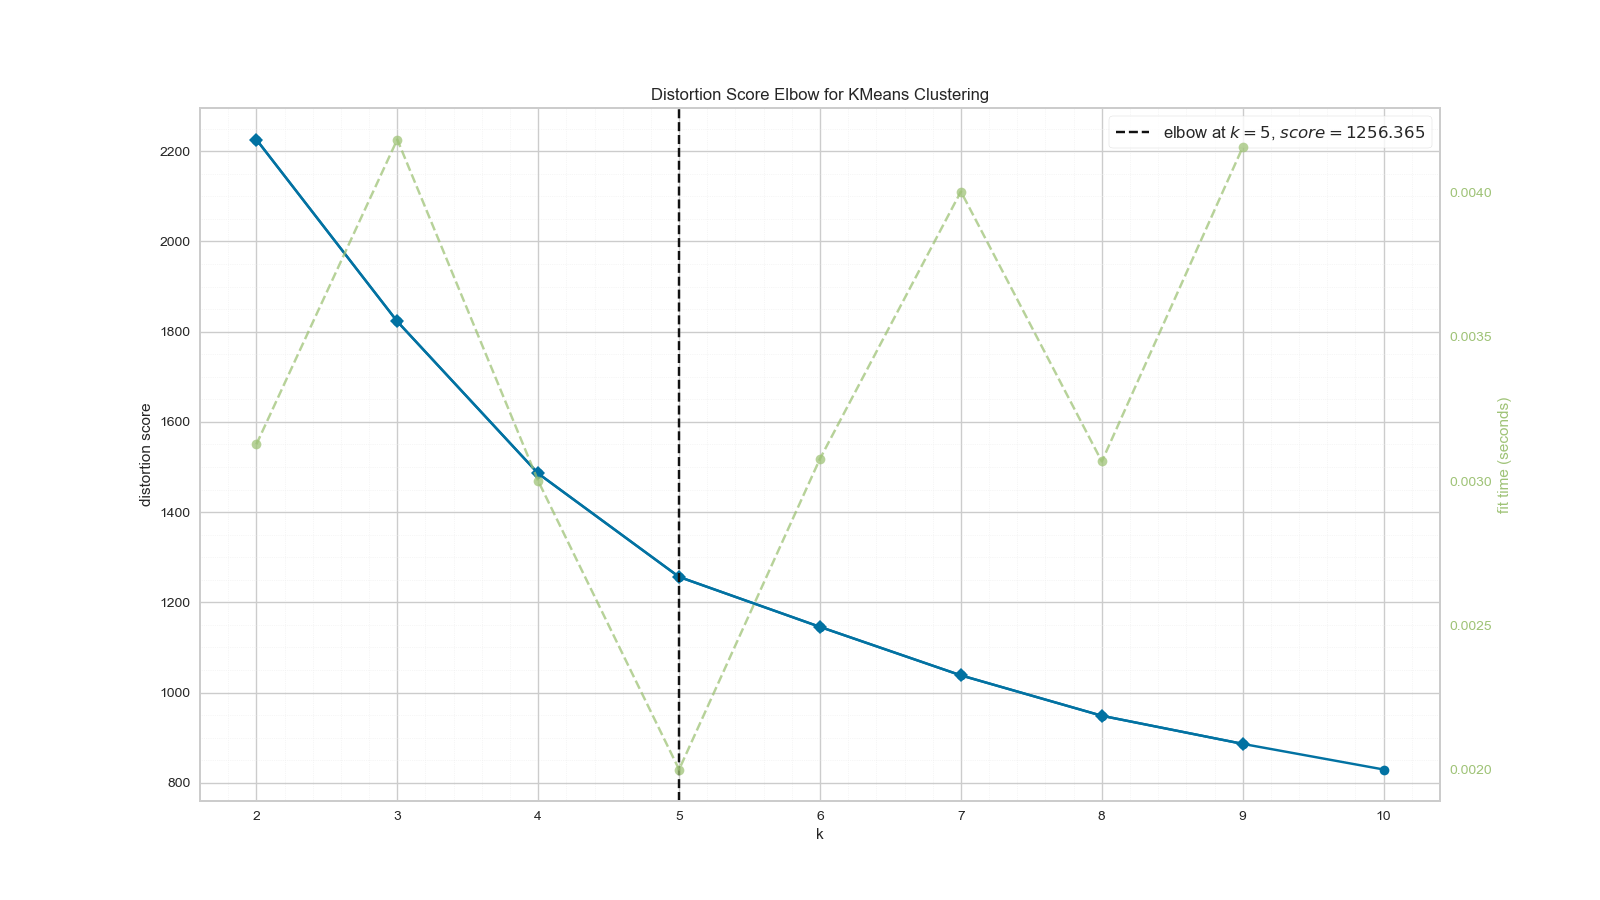 Distortion Score Elbow for KMeans Clustering
elbow at k = 5, score = 1256.365
distortion score
2200
2000
1800
1600
1400
1200
1000
800
0.0040
0.0035
0.0030
0.0025
0.0020
fit time (seconds)
2 3 4 5 6 7 8 9 10
k